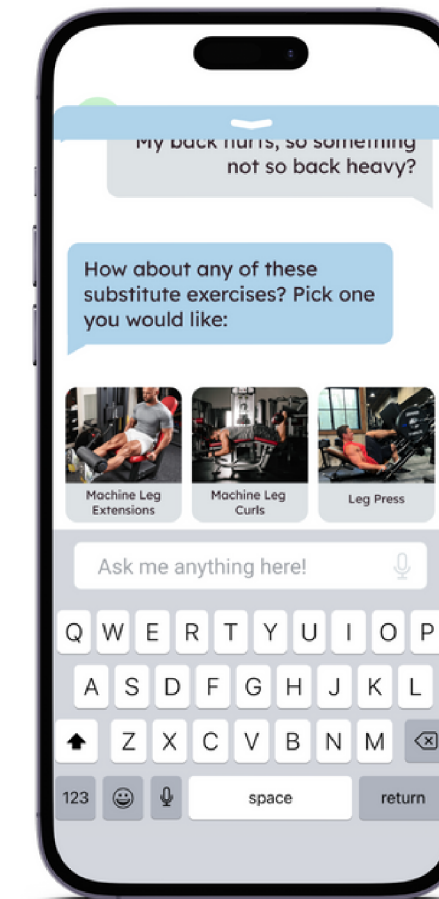 My back hurts, so something
not so back heavy?
How about any of these
substitute exercises? Pick one
you would like:
Machine Leg
Extensions
Machine Leg
Curls
Leg Press
Ask me anything here!
Q W E R T Y U I O P
A S D F G H J K L
Z X C V B N M
123 space return